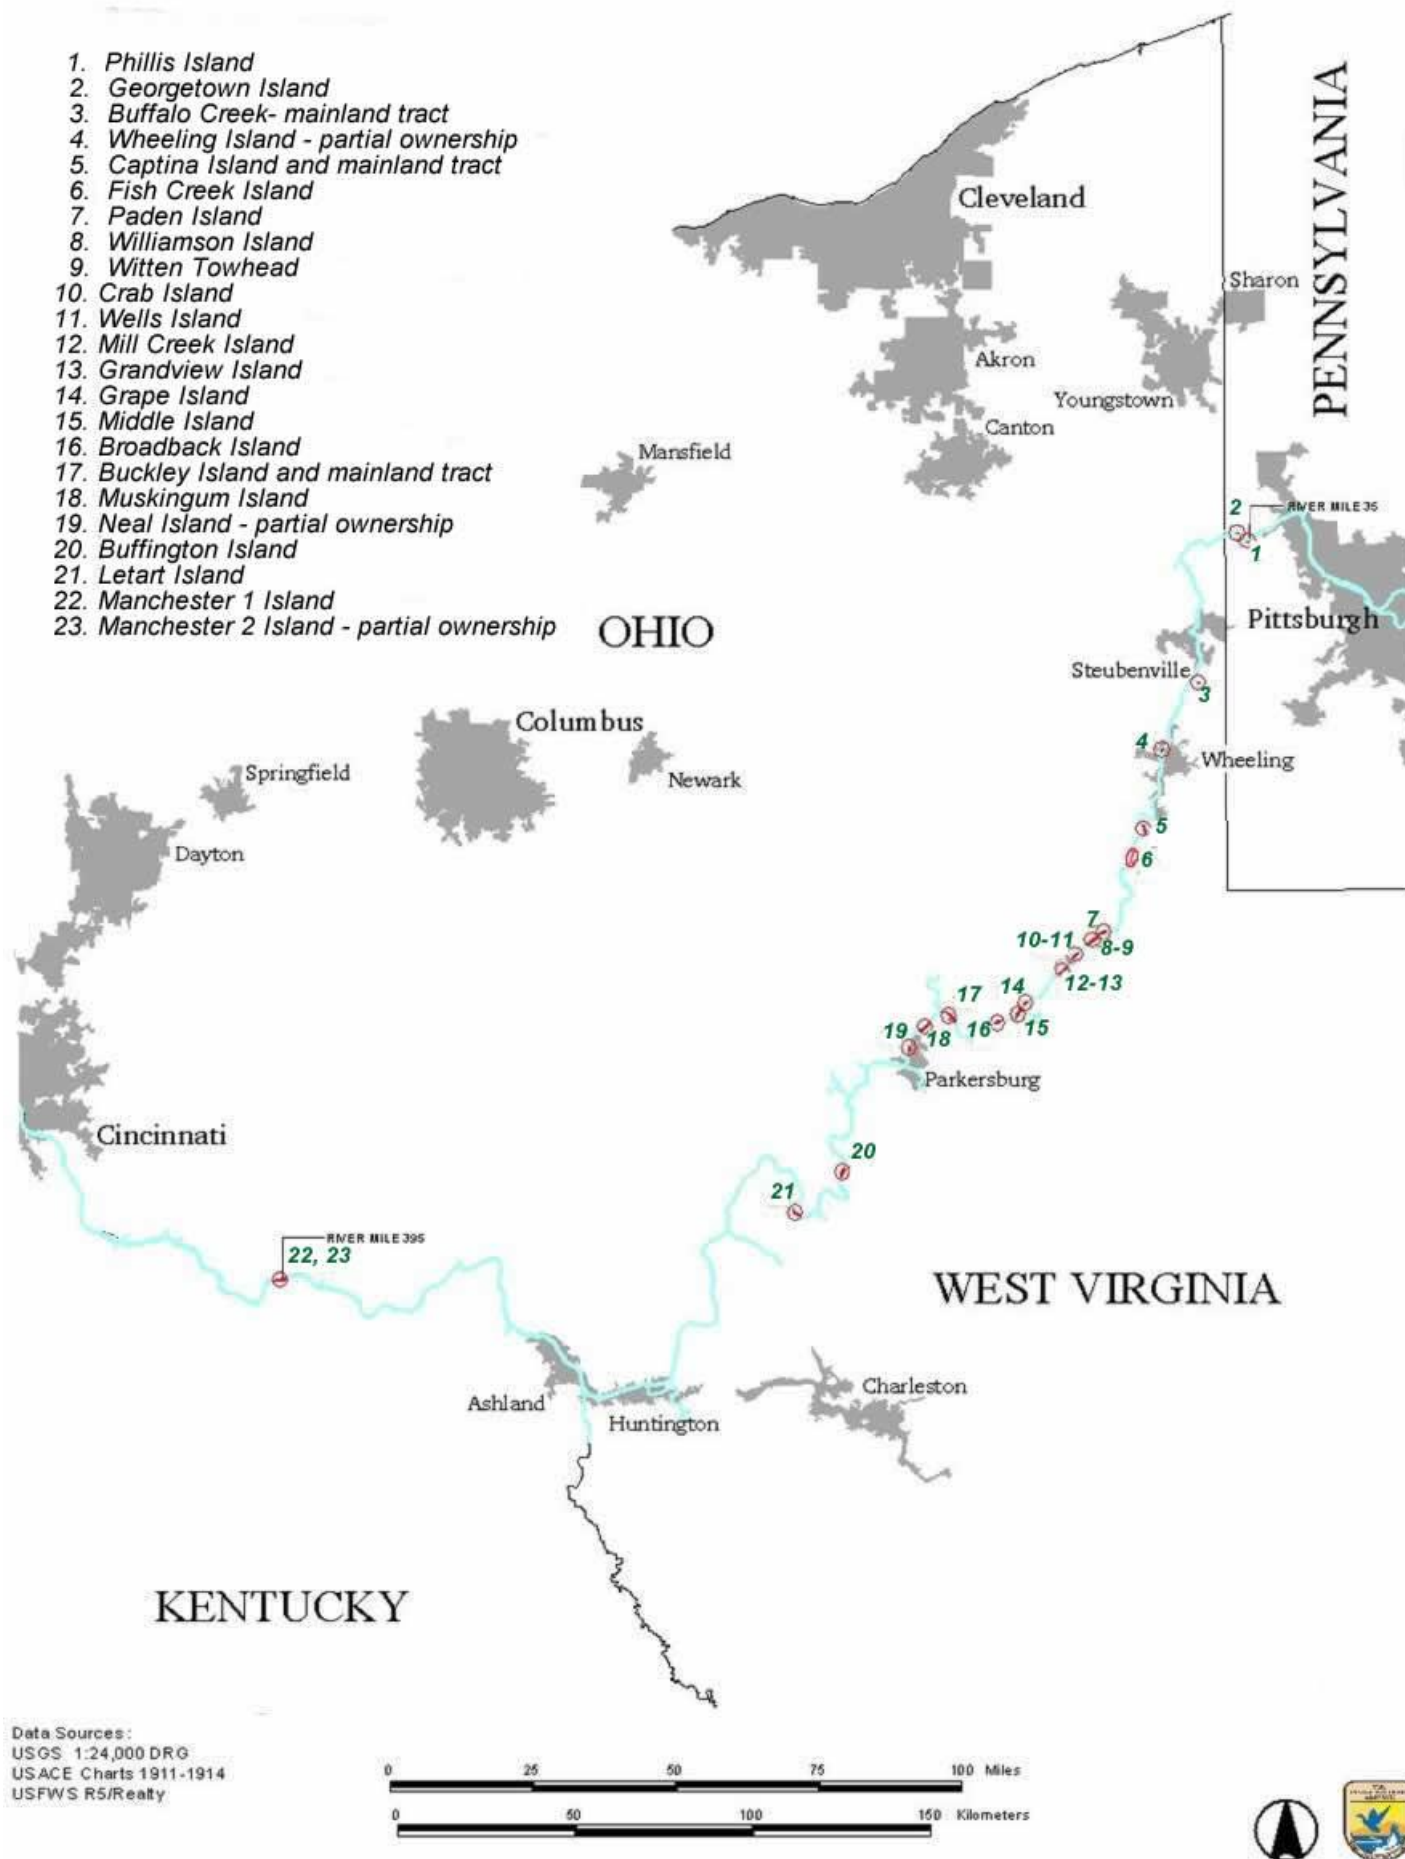 1. Phillis Island
2. Georgetown Island
3. Buffalo Creek- mainland tract
4. Wheeling Island - partial ownership
5. Captina Island and mainland tract
6. Fish Creek Island
7. Paden Island
8. Williamson Island
9. Witten Towhead
10. Crab Island
11. Wells Island
12. Mill Creek Island
13. Grandview Island
14. Grape Island
15. Middle Island
16. Broadback Island
17. Buckley Island and mainland tract
18. Muskingum Island
19. Neal Island - partial ownership
20. Buffington Island
21. Letart Island
22. Manchester 1 Island
23. Manchester 2 Island - partial ownership
PENNSYLVANIA
Cleveland
Sharon
Akron
Youngstown
Canton
Mansfield
2
RIVER MILE 35
1
OHIO
Pittsburgh
Steubenville
3
Columbus
4
Wheeling
Springfield
Newark
5
Dayton
6
7
10-11
8-9
12-13
14
17
16
15
19
18
Parkersburg
Cincinnati
20
21
RIVER MILE 395
22, 23
WEST VIRGINIA
Charleston
Ashland
Huntington
KENTUCKY
Data Sources:
USGS 1:24,000 DRG
USACE Charts 1911-1914
USFWS R5/Realty
0 25 50 75 100 Miles
0 50 100 150 Kilometers